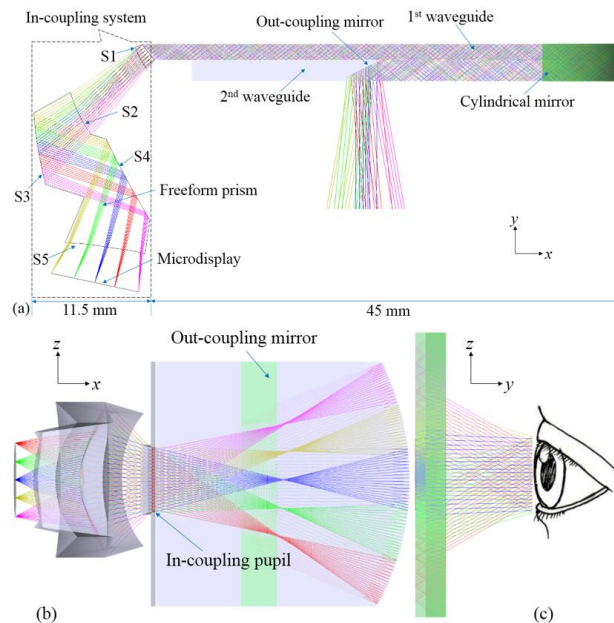 In-coupling system
Out-coupling mirror
1st waveguide
S1
S2
2nd waveguide
Cylindrical mirror
S4
S3
Freeform prism
S5
Microdisplay
y
x
(a)
11.5 mm
45 mm
Out-coupling mirror
z
x
z
y
In-coupling pupil
(b)
(c)